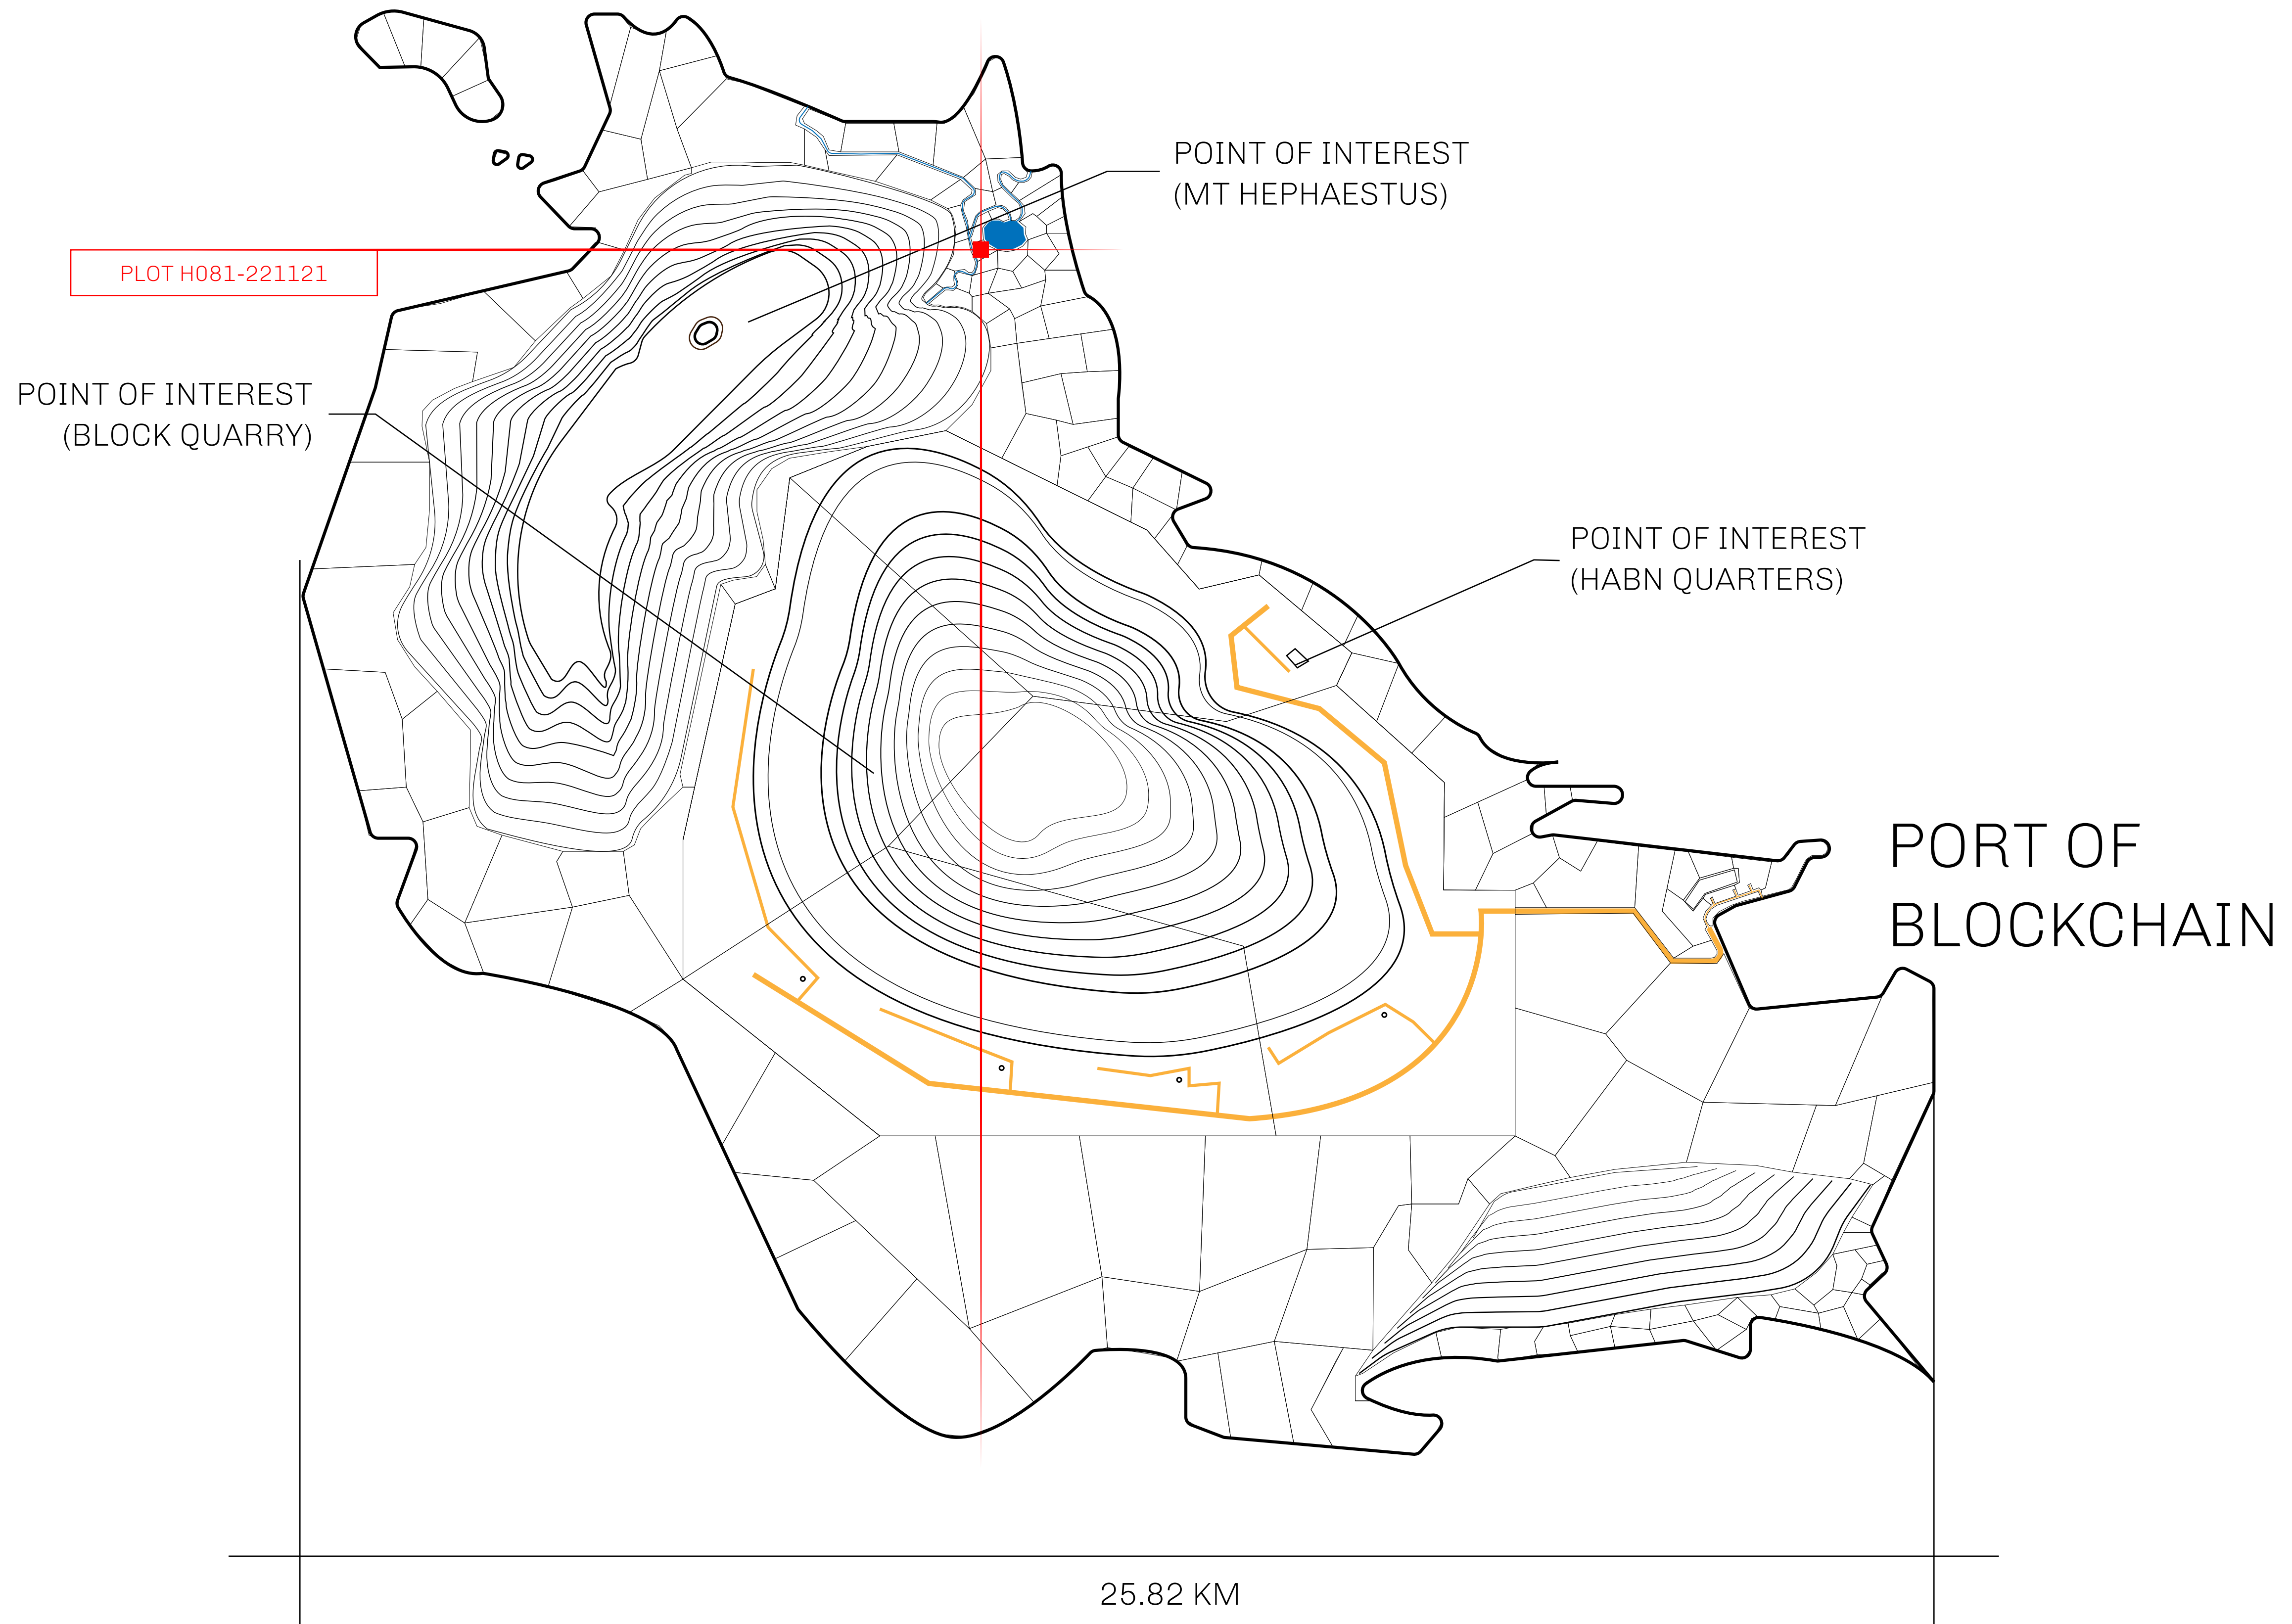 POINT OF INTEREST
(MT HEPHAESTUS)
PLOT H081-221121
POINT OF INTEREST
(BLOCK QUARRY)
POINT OF INTEREST
(HABN QUARTERS)
PORT OF
BLOCKCHAIN
25.82 KM